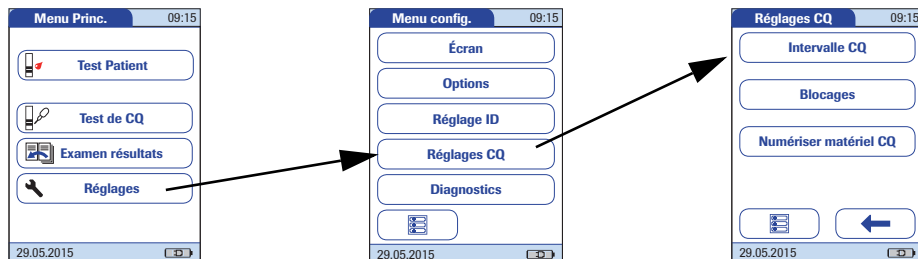 Menu Princ. 09:15
Test Patient
Test de CQ
Examen résultats
Réglages
29.05.2015
Menu config. 09:15
Écran
Options
Réglage ID
Réglages CQ
Diagnostics
29.05.2015
Réglages CQ 09:15
Intervalle CQ
Blocages
Numériser matériel CQ
29.05.2015